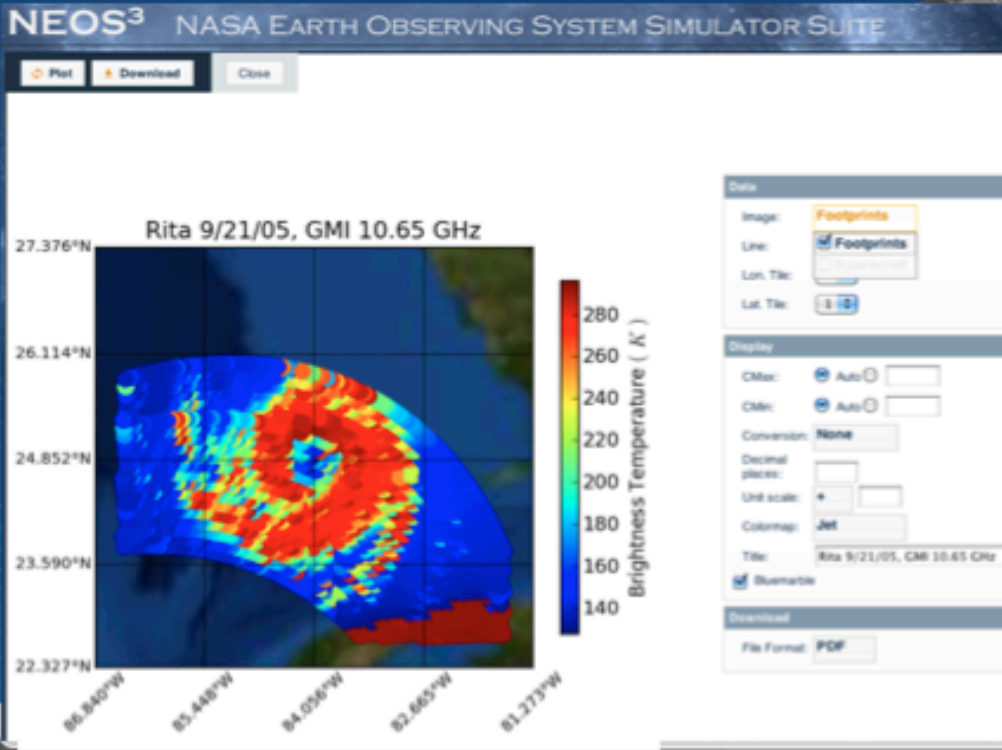 NEOS³ NASA EARTH OBSERVING SYSTEM SIMULATOR SUITE
Plot Download Close
Rita 9/21/05, GMI 10.65 GHz
27.376°N
26.114°N
24.852°N
23.590°N
22.327°N
86.840°W 85.448°W 84.056°W 82.665°W 81.273°W
280
260
240
220
200
180
160
140
Brightness Temperature ( K )
Data
Image: Footprints
Line: Footprints
Lon. Tile:
Lat. Tile: 1
Display
CMax: Auto
CMin: Auto
Conversion: None
Decimal
places:
Unit scale: +
Colormap: Jet
Title: Rita 9/21/05, GMI 10.65 GHz
Bluemarble
Download
File Format: PDF